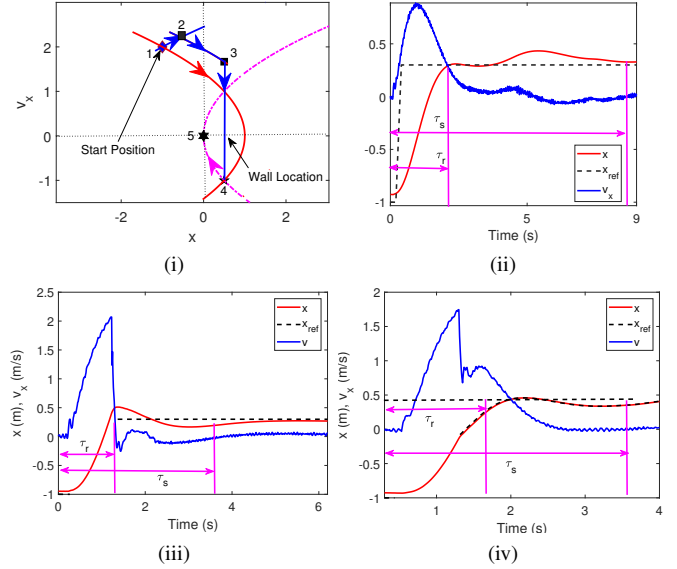 2
1
0
-1
v_x
1
2
3
4
5
Start Position
Wall Location
-2
0
2
x
(i)
0.5
0
-0.5
-1
τ_s
τ_r
x
x_ref
v_x
0
5
9
Time (s)
(ii)
2.5
2
1.5
1
0.5
0
-0.5
-1
x (m), v_x (m/s)
x
x_ref
v
τ_r
τ_s
0
2
4
6
Time (s)
(iii)
2
1.5
1
0.5
0
-0.5
-1
x (m), v_x (m/s)
x
x_ref
v
τ_r
τ_s
1
2
3
4
Time (s)
(iv)